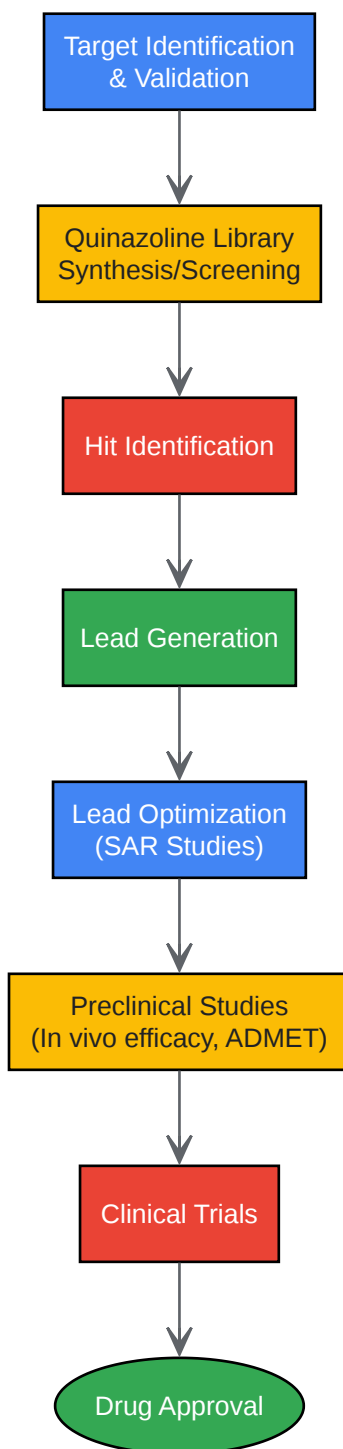 Target Identification
& Validation
Quinazoline Library
Synthesis/Screening
Hit Identification
Lead Generation
Lead Optimization
(SAR Studies)
Preclinical Studies
(In vivo efficacy, ADMET)
Clinical Trials
Drug Approval